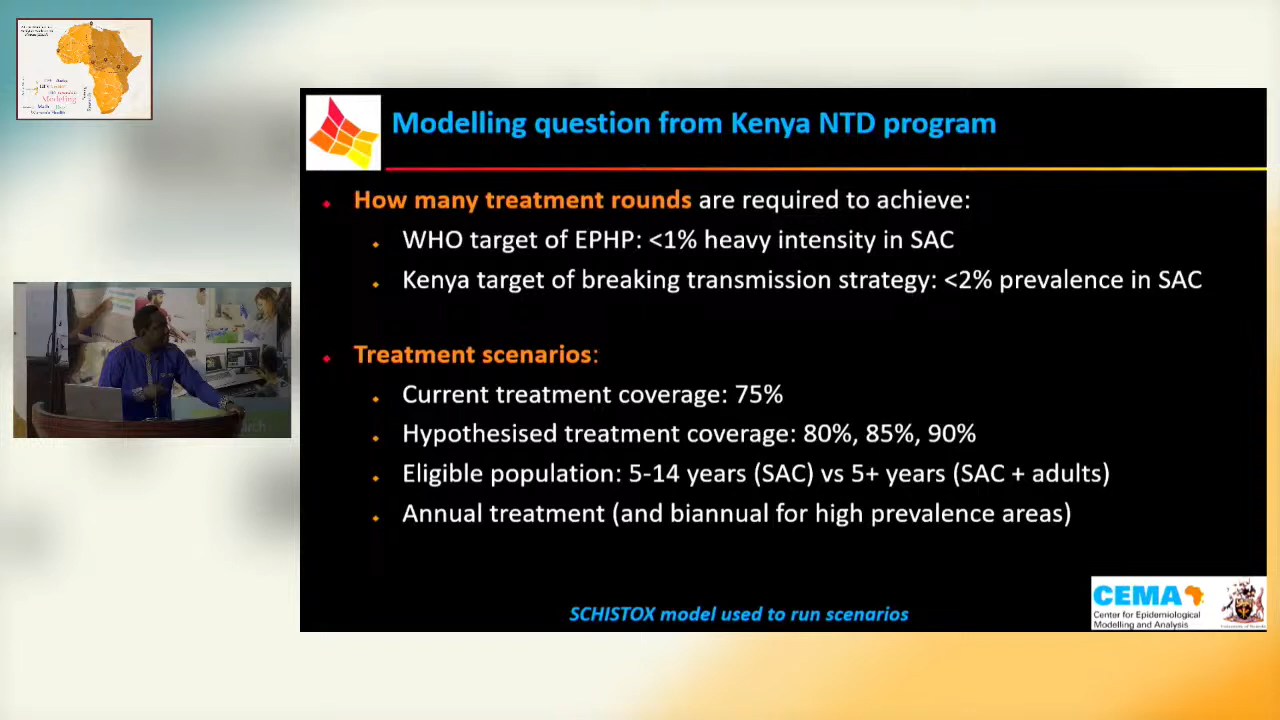 Modelling question from Kenya NTD program
How many treatment rounds are required to achieve:
WHO target of EPHP: <1% heavy intensity in SAC
Kenya target of breaking transmission strategy: <2% prevalence in SAC
Treatment scenarios:
Current treatment coverage: 75%
Hypothesised treatment coverage: 80%, 85%, 90%
Eligible population: 5-14 years (SAC) vs 5+ years (SAC + adults)
Annual treatment (and biannual for high prevalence areas)
SCHISTOX model used to run scenarios
CEMA
Center for Epidemiological
Modelling and Analysis
Modeling
Women's Health